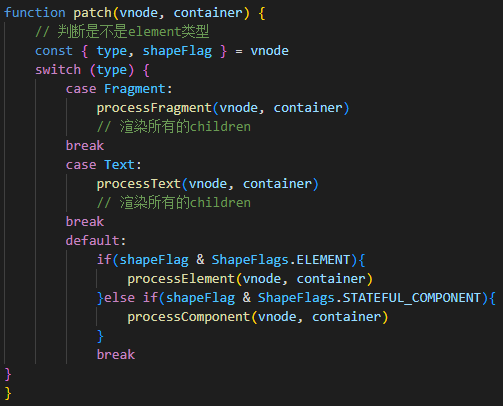 function patch(vnode, container) {
    // 判断是不是element类型
    const { type, shapeFlag } = vnode
    switch (type) {
        case Fragment:
            processFragment(vnode, container)
            // 渲染所有的children
        break
        case Text:
            processText(vnode, container)
            // 渲染所有的children
        break
        default:
            if(shapeFlag & ShapeFlags.ELEMENT){
                processElement(vnode, container)
            }else if(shapeFlag & ShapeFlags.STATEFUL_COMPONENT){
                processComponent(vnode, container)
            }
            break
}
}